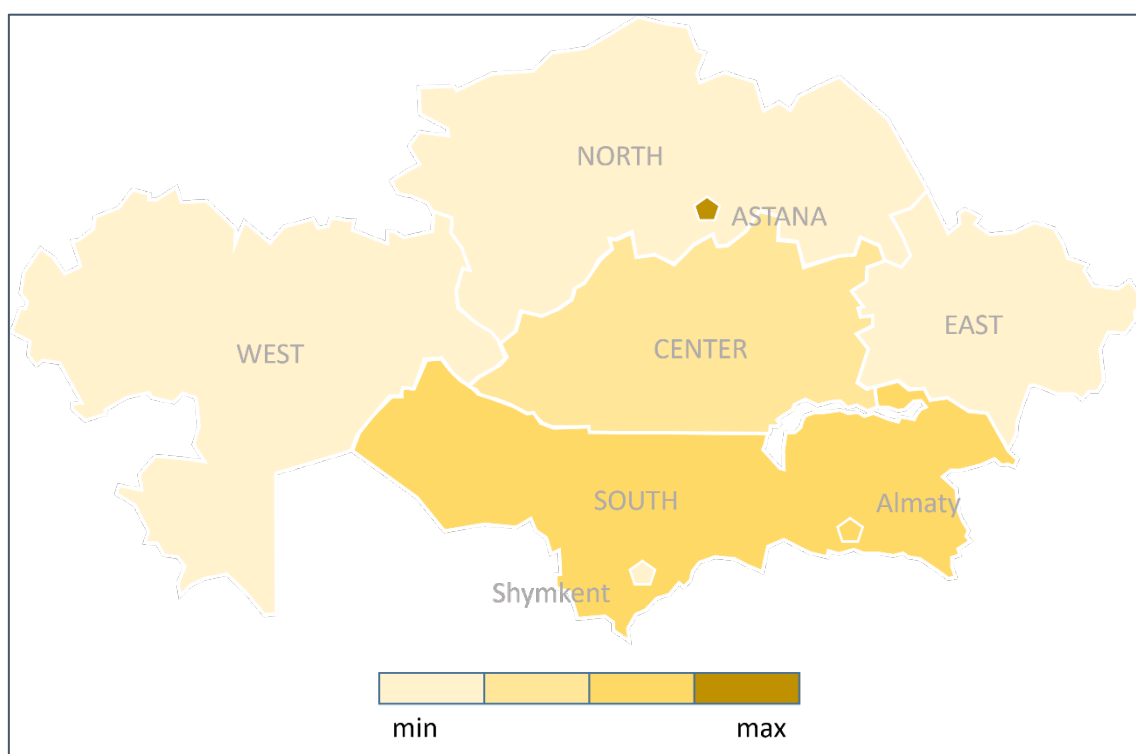 NORTH
ASTANA
EAST
WEST
CENTER
SOUTH
Almaty
Shymkent
min
max